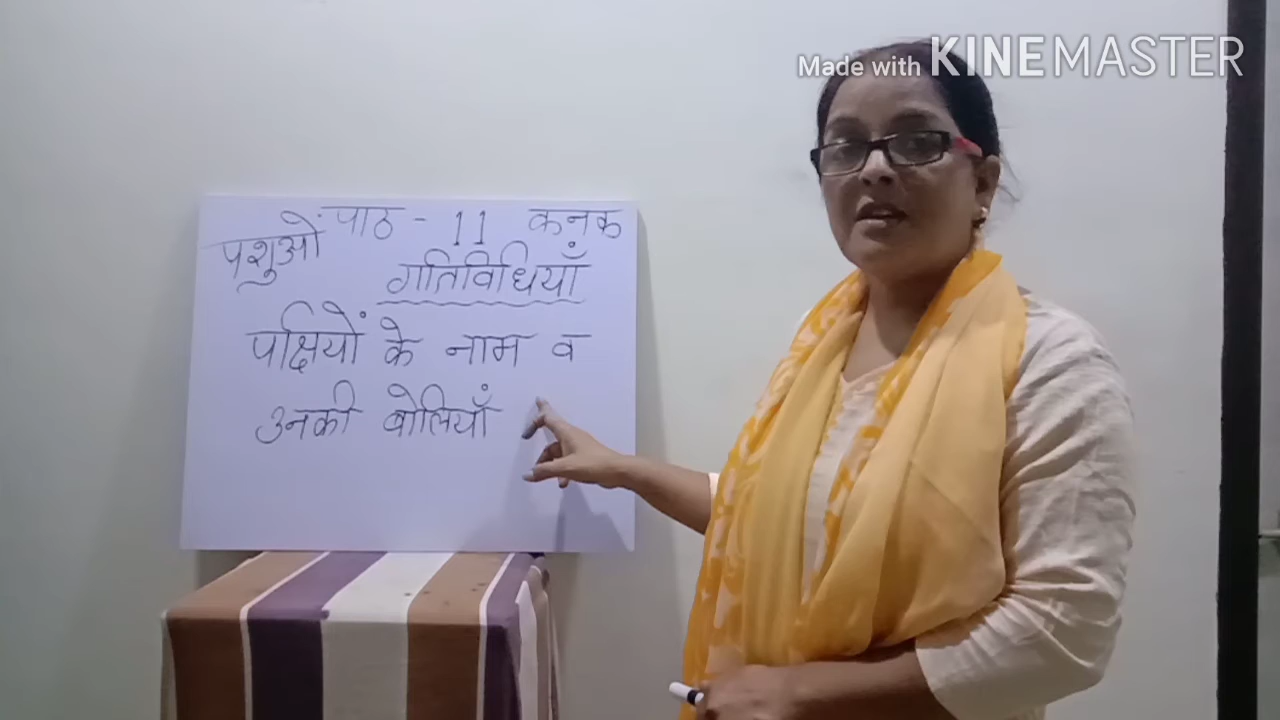 Made with KINEMASTER
पाठ - 11 कनक
पशुओं
गतिविधियाँ
पक्षियों के नाम व
उनकी बोलियाँ